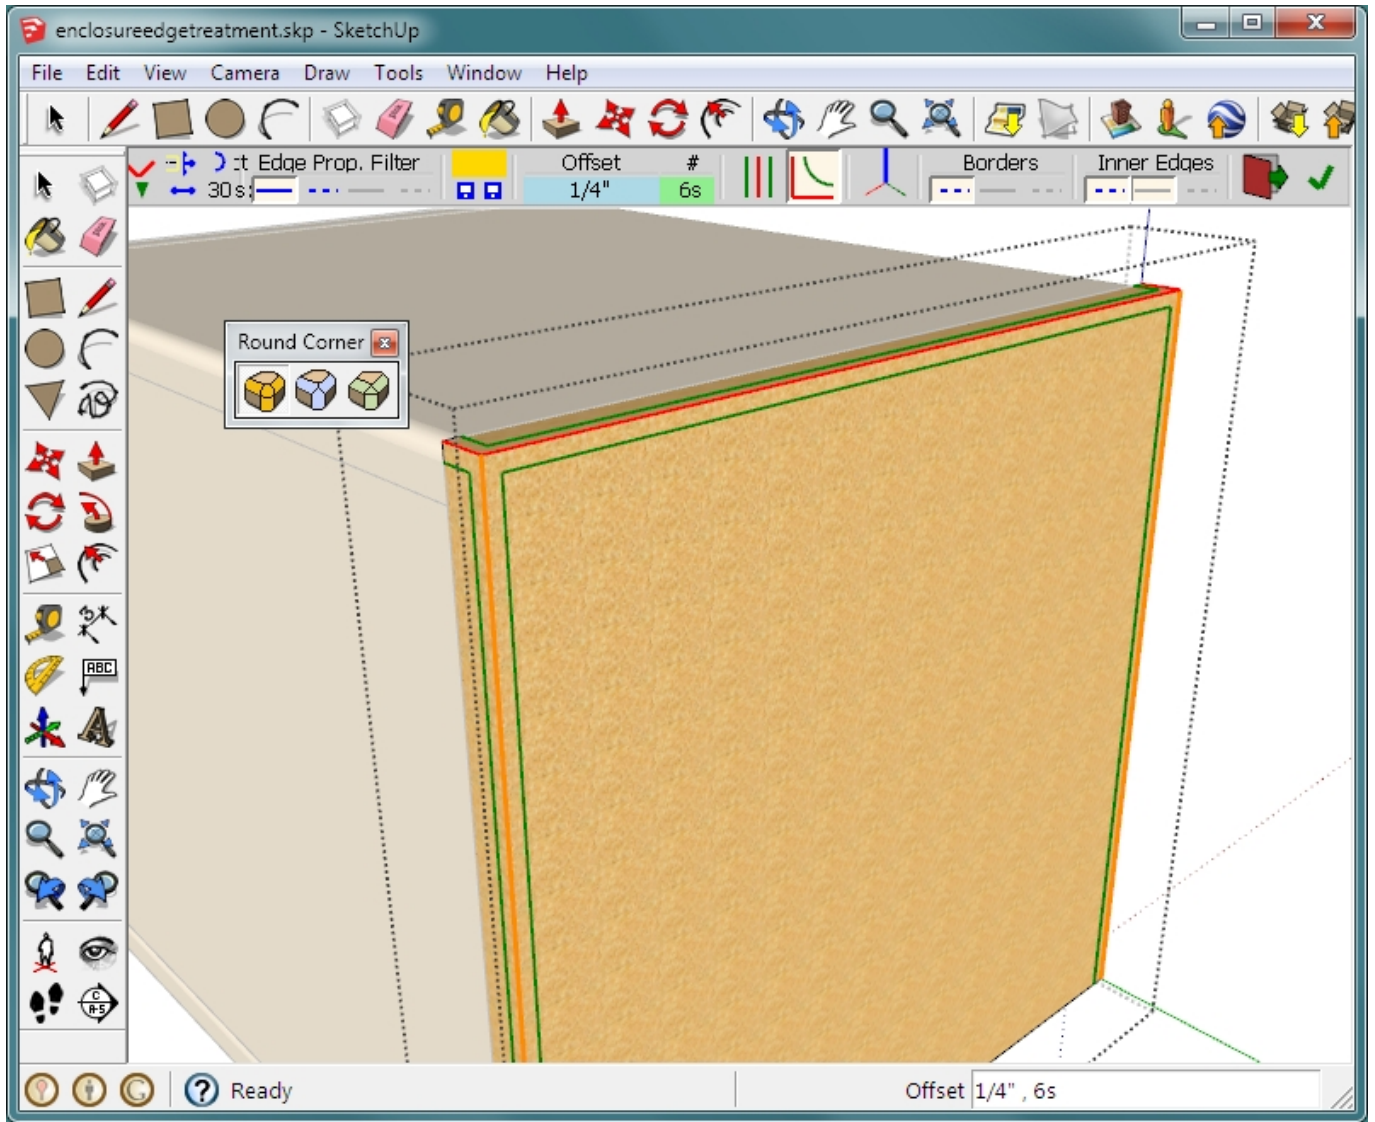 enclosureedgetreatment.skp - SketchUp
File Edit View Camera Draw Tools Window Help
:t Edge Prop. Filter Offset # Borders Inner Edges
30s: 1/4" 6s
Round Corner
ABC
A
C
A-5
Ready Offset 1/4" , 6s